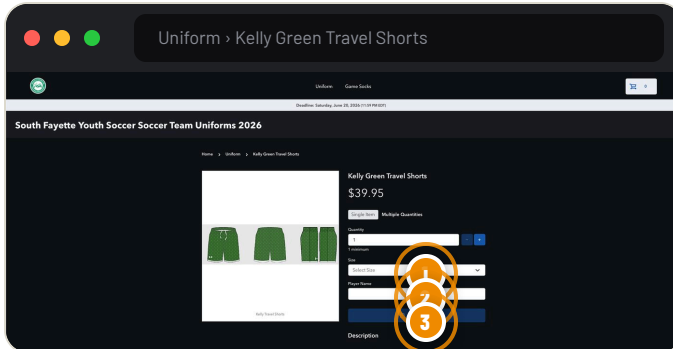 Uniform › Kelly Green Travel Shorts
Uniform Game Socks
0
Deadline: Saturday, June 20, 2026 (11:59 PM EDT)
South Fayette Youth Soccer Soccer Team Uniforms 2026
Home › Uniform › Kelly Green Travel Shorts
Kelly Green Travel Shorts
$39.95
Single Item Multiple Quantities
Quantity
1 - +
1 minimum
Size
Select Size
1
Player Name
2
3
Kelly Travel Shorts
Description